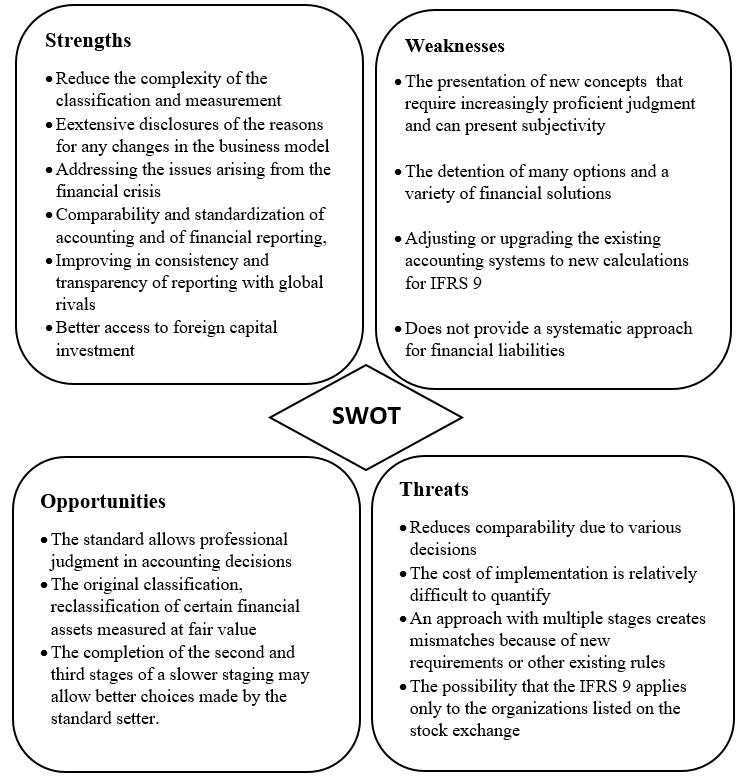 Strengths
• Reduce the complexity of the
classification and measurement
• Eextensive disclosures of the reasons
for any changes in the business model
• Addressing the issues arising from the
financial crisis
• Comparability and standardization of
accounting and of financial reporting,
• Improving in consistency and
transparency of reporting with global
rivals
• Better access to foreign capital
investment
Weaknesses
• The presentation of new concepts that
require increasingly proficient judgment
and can present subjectivity
• The detention of many options and a
variety of financial solutions
• Adjusting or upgrading the existing
accounting systems to new calculations
for IFRS 9
• Does not provide a systematic approach
for financial liabilities
SWOT
Opportunities
• The standard allows professional
judgment in accounting decisions
• The original classification,
reclassification of certain financial
assets measured at fair value
• The completion of the second and
third stages of a slower staging may
allow better choices made by the
standard setter.
Threats
• Reduces comparability due to various
decisions
• The cost of implementation is relatively
difficult to quantify
• An approach with multiple stages creates
mismatches because of new
requirements or other existing rules
• The possibility that the IFRS 9 applies
only to the organizations listed on the
stock exchange